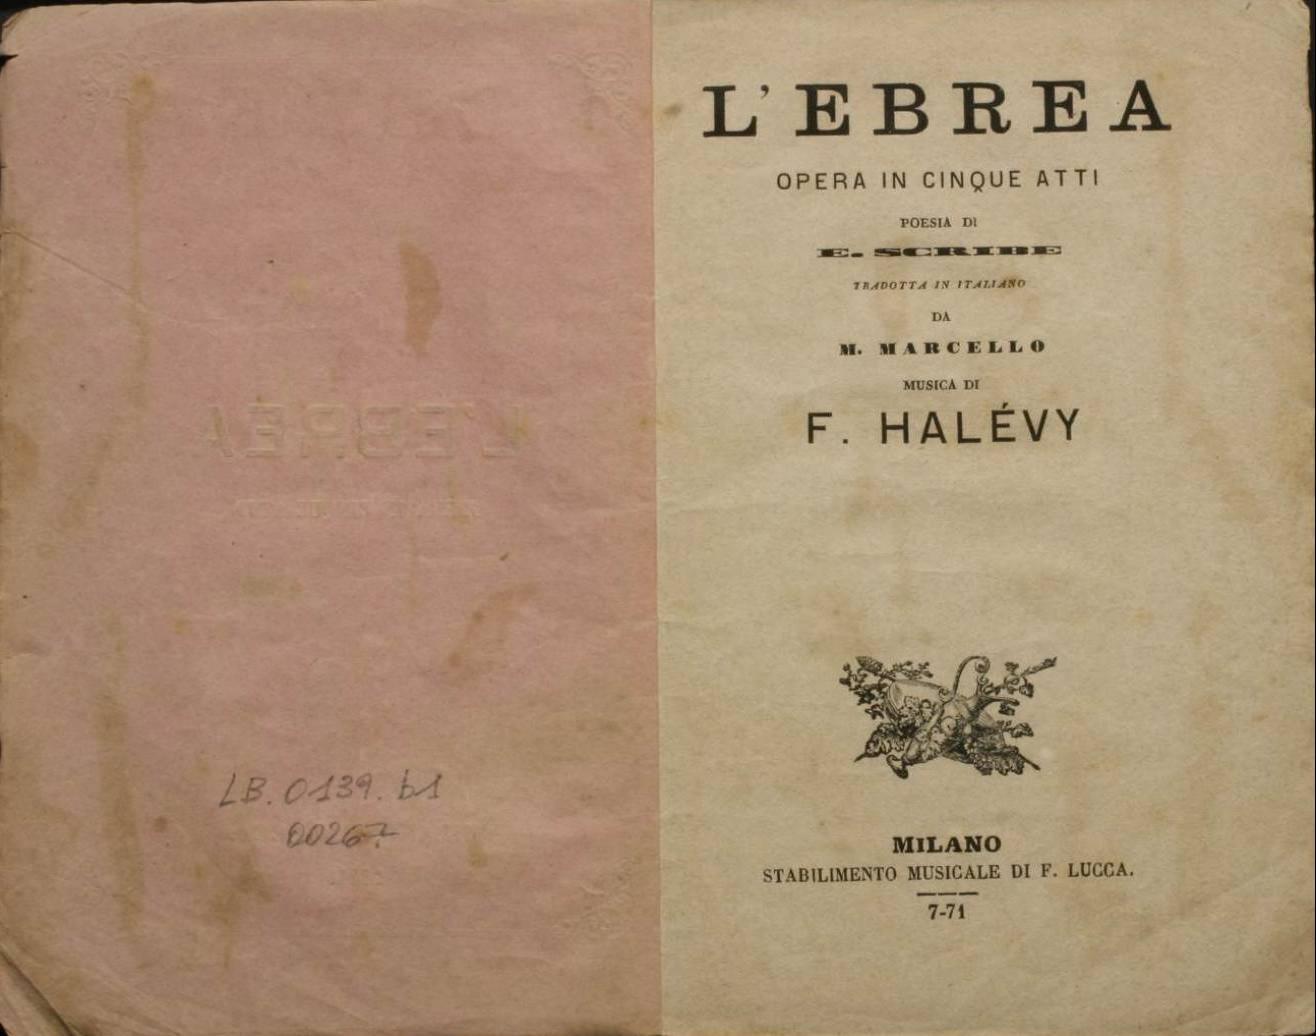 LB. 0139. b1
00267
L'EBREA
OPERA IN CINQUE ATTI
POESIA DI
E. SCRIBE
TRADOTTA IN ITALIANO
DA
M. MARCELLO
MUSICA DI
F. HALÉVY
MILANO
STABILIMENTO MUSICALE DI F. LUCCA.
7-71